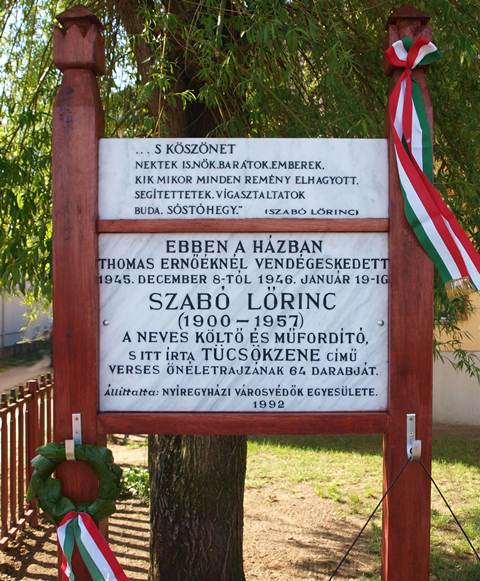 ... S KÖSZÖNET
NEKTEK IS, NŐK, BARÁTOK, EMBEREK,
KIK MIKOR MINDEN REMÉNY ELHAGYOTT,
SEGÍTETTETEK, VÍGASZTALTATOK
BUDA, SÓSTÓHEGY." (SZABÓ LŐRINC)
EBBEN A HÁZBAN
THOMAS ERNŐÉKNÉL VENDÉGESKEDETT
1945. DECEMBER 8-TÓL 1946. JANUÁR 19-IG
SZABÓ LŐRINC
(1900-1957)
A NEVES KÖLTŐ ÉS MŰFORDÍTÓ,
S ITT ÍRTA TÜCSÖKZENE CÍMŰ
VERSES ÖNÉLETRAJZÁNAK 64 DARABJÁT.
Állíttatta: NYÍREGYHÁZI VÁROSVÉDŐK EGYESÜLETE.
1992